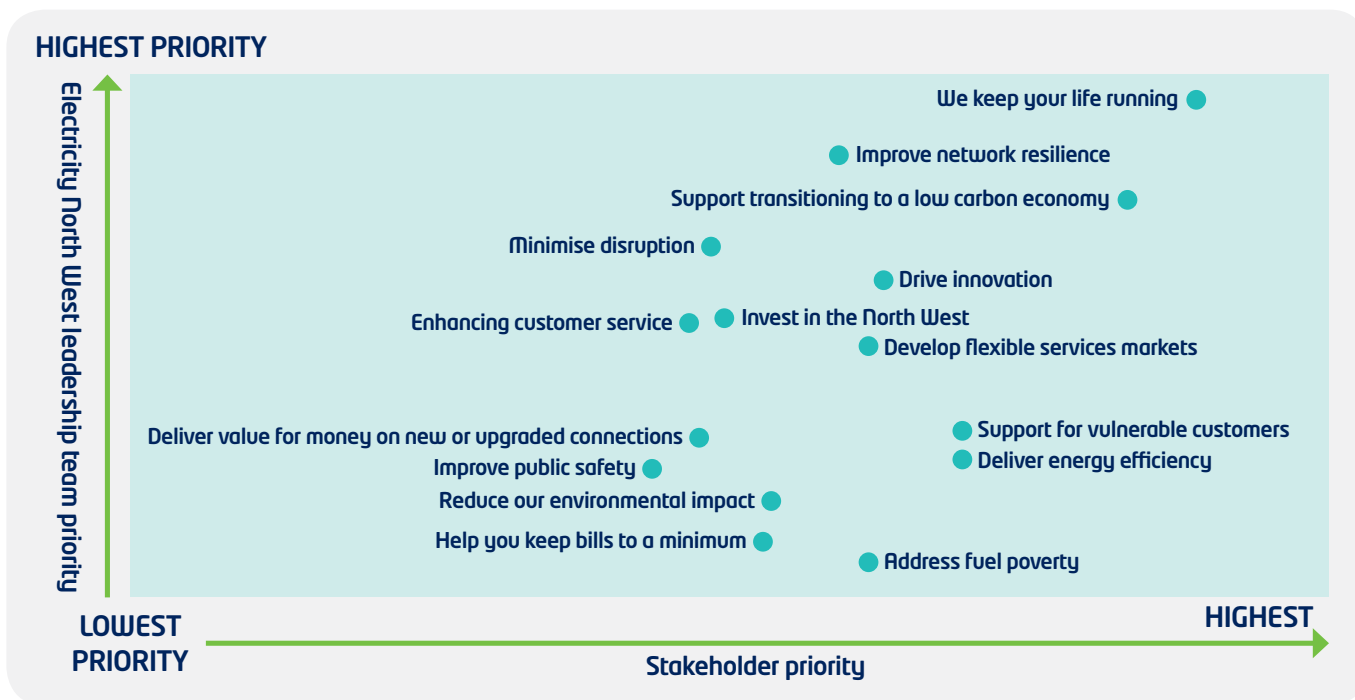 HIGHEST PRIORITY
Electricity North West leadership team priority
We keep your life running
Improve network resilience
Support transitioning to a low carbon economy
Minimise disruption
Drive innovation
Enhancing customer service
Invest in the North West
Develop flexible services markets
Deliver value for money on new or upgraded connections
Support for vulnerable customers
Improve public safety
Deliver energy efficiency
Reduce our environmental impact
Help you keep bills to a minimum
Address fuel poverty
LOWEST
PRIORITY
HIGHEST
Stakeholder priority